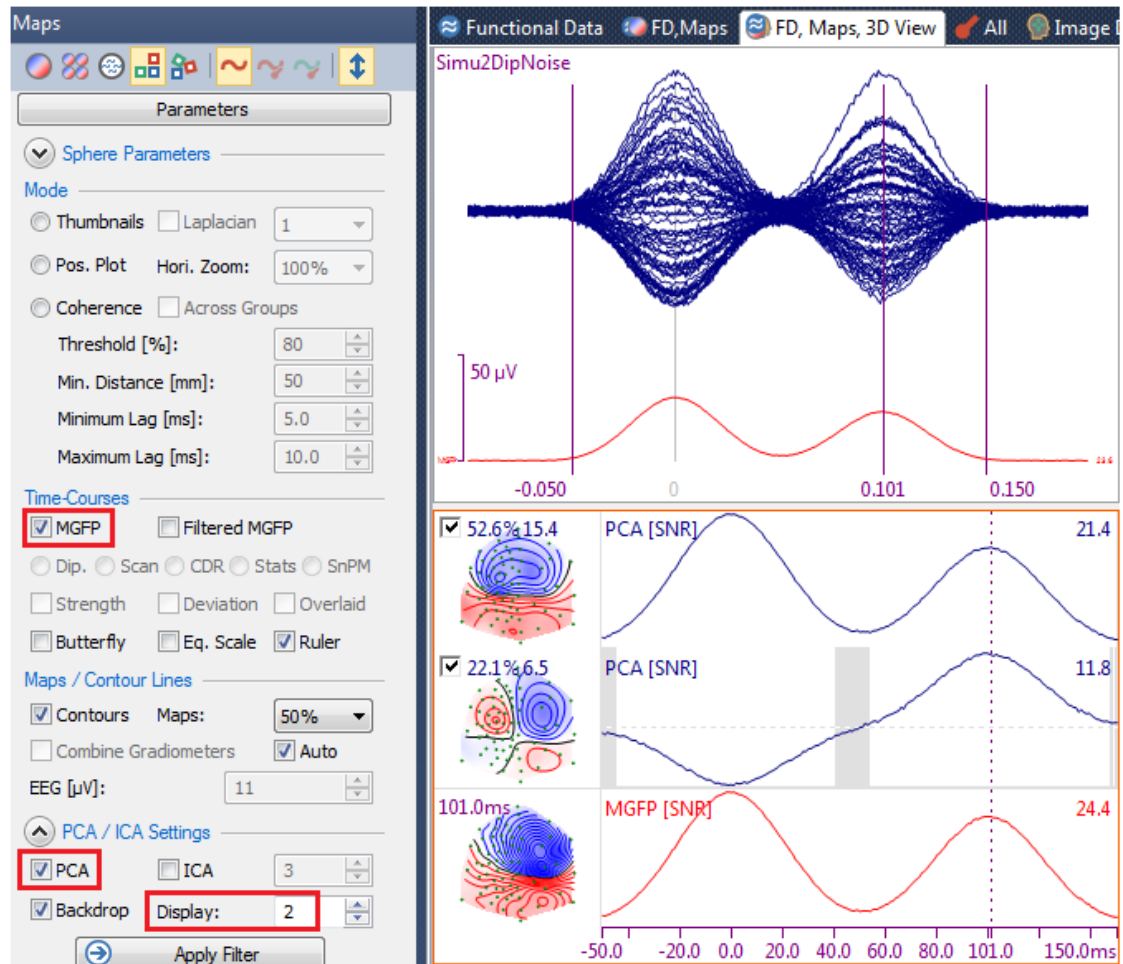 Maps
Parameters
Sphere Parameters
Mode
Thumbnails Laplacian 1
Pos. Plot Hori. Zoom: 100%
Coherence Across Groups
Threshold [%]: 80
Min. Distance [mm]: 50
Minimum Lag [ms]: 5.0
Maximum Lag [ms]: 10.0
Time-Courses
MGFP Filtered MGFP
Dip. Scan CDR Stats SnPM
Strength Deviation Overlaid
Butterfly Eq. Scale Ruler
Maps / Contour Lines
Contours Maps: 50%
Combine Gradiometers Auto
EEG [µV]: 11
PCA / ICA Settings
PCA ICA 3
Backdrop Display: 2
Apply Filter
Functional Data FD,Maps FD, Maps, 3D View All Image
Simu2DipNoise
50 µV
MGFP
-0.050 0 0.101 0.150
52.6% 15.4 PCA [SNR] 21.4
22.1% 6.5 PCA [SNR] 11.8
101.0ms MGFP [SNR] 24.4
-50.0 -20.0 0.0 20.0 40.0 60.0 80.0 101.0 150.0ms